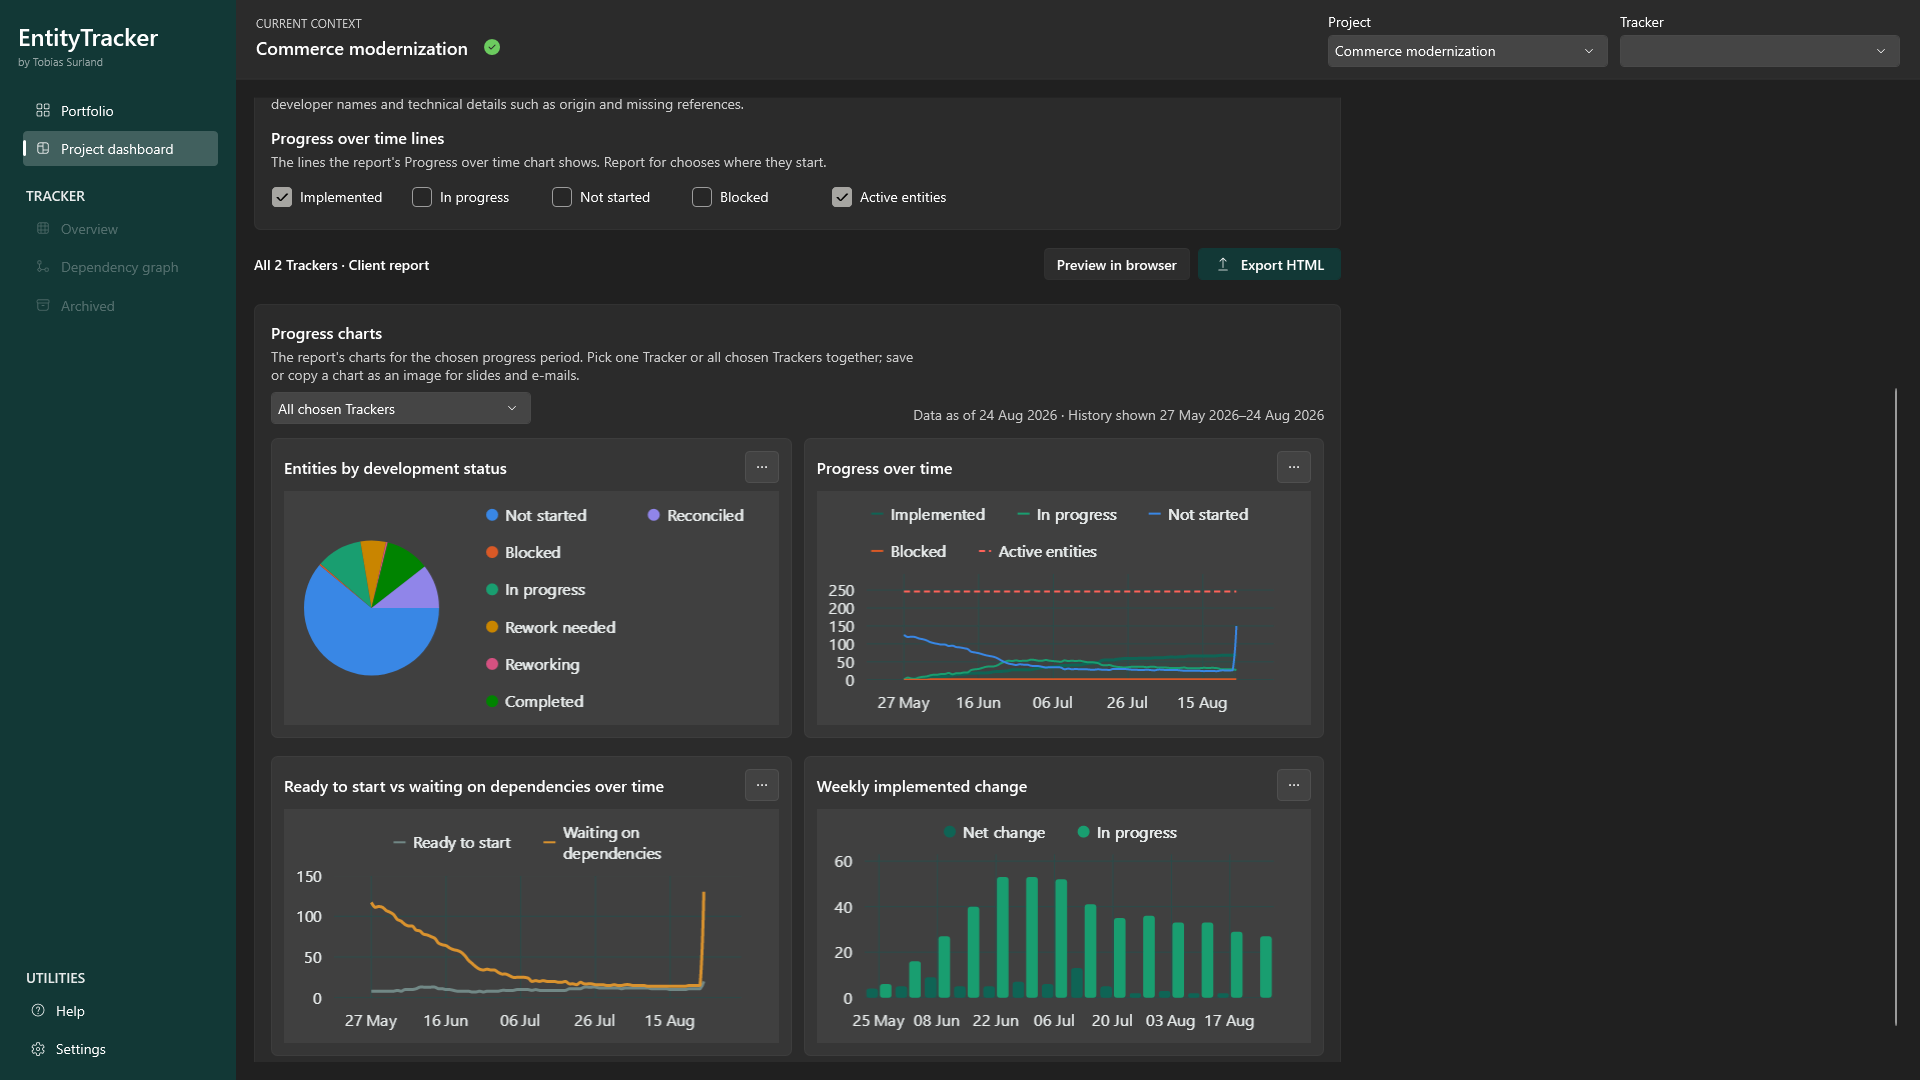 EntityTracker
by Tobias Surland
Portfolio
Project dashboard
TRACKER
Overview
Dependency graph
Archived
UTILITIES
Help
Settings
CURRENT CONTEXT
Commerce modernization
Project
Commerce modernization
Tracker
developer names and technical details such as origin and missing references.
Progress over time lines
The lines the report's Progress over time chart shows. Report for chooses where they start.
Implemented
In progress
Not started
Blocked
Active entities
All 2 Trackers · Client report
Preview in browser
Export HTML
Progress charts
The report's charts for the chosen progress period. Pick one Tracker or all chosen Trackers together; save
or copy a chart as an image for slides and e-mails.
All chosen Trackers
Data as of 24 Aug 2026 · History shown 27 May 2026–24 Aug 2026
Entities by development status
Not started
Reconciled
Blocked
In progress
Rework needed
Reworking
Completed
Progress over time
Implemented
In progress
Not started
Blocked
Active entities
250
200
150
100
50
0
27 May
16 Jun
06 Jul
26 Jul
15 Aug
Ready to start vs waiting on dependencies over time
Ready to start
Waiting on
dependencies
150
100
50
0
27 May
16 Jun
06 Jul
26 Jul
15 Aug
Weekly implemented change
Net change
In progress
60
40
20
0
25 May
08 Jun
22 Jun
06 Jul
20 Jul
03 Aug
17 Aug